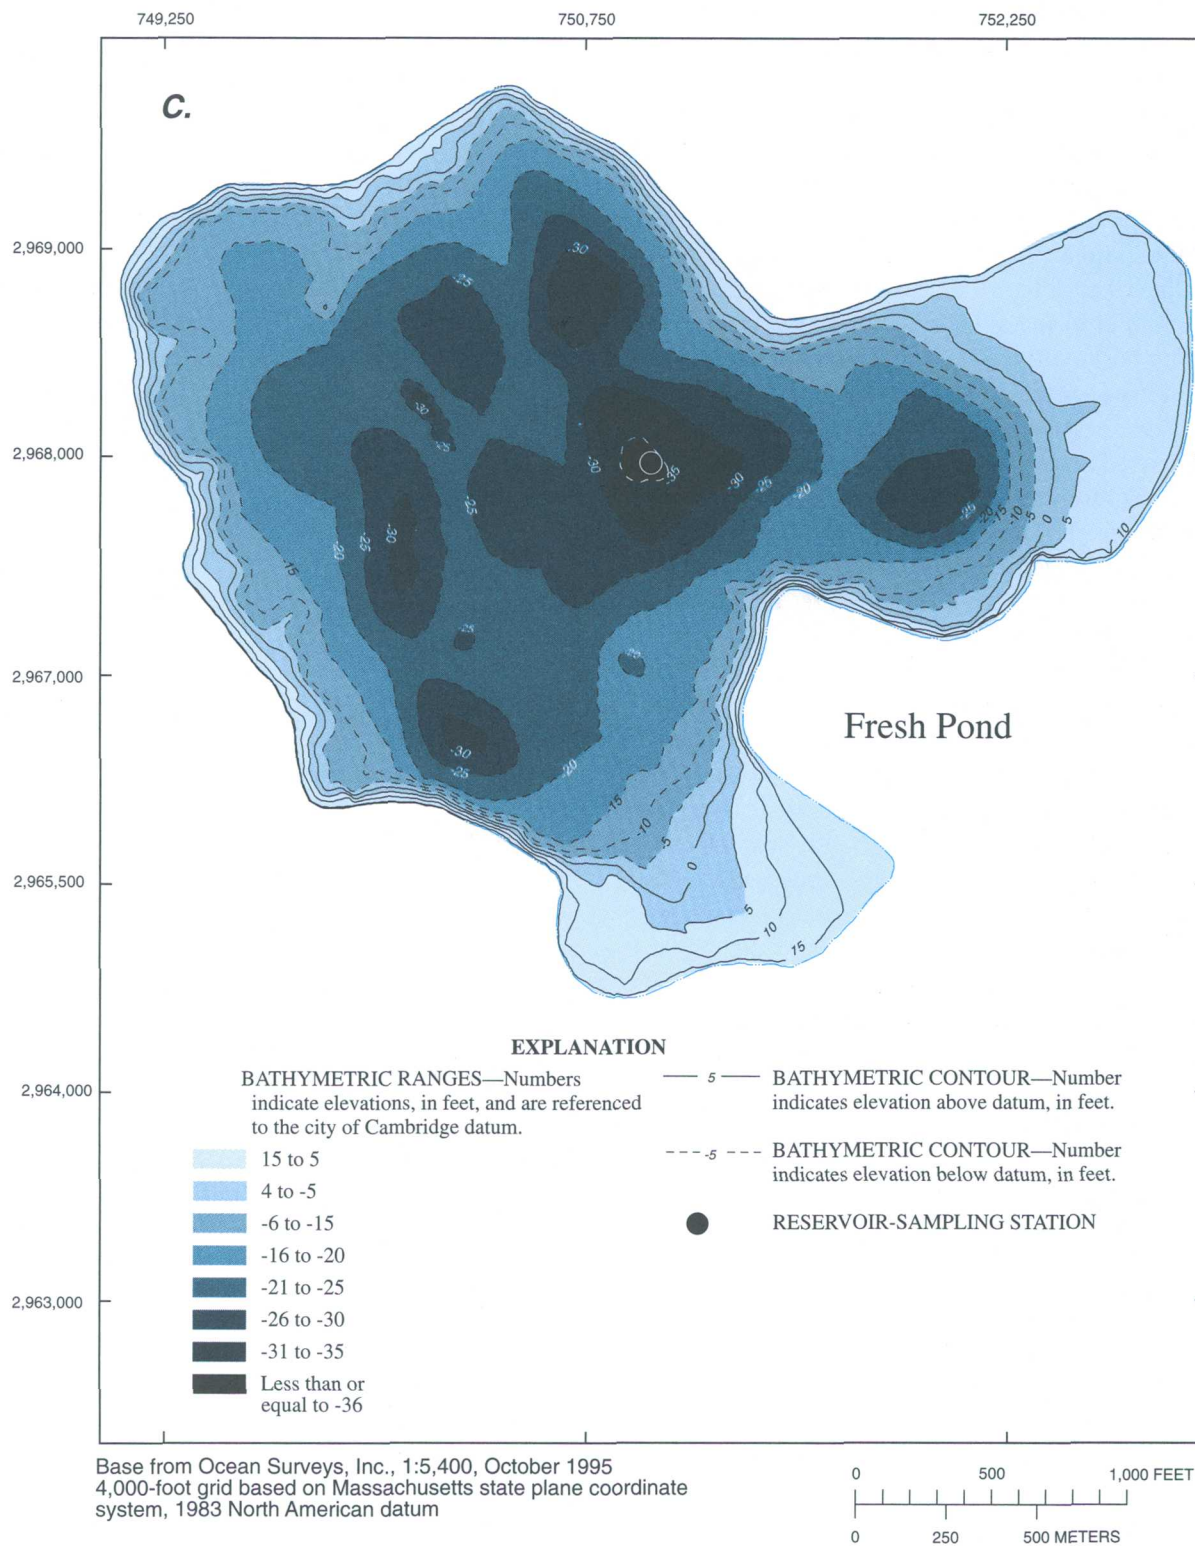 749,250
750,750
752,250
C.
2,969,000
2,968,000
2,967,000
2,965,500
2,964,000
2,963,000
-30
-25
-30
-25
-30
-35
-30
-25
-20
-25
-20
-15
-10
-5
0
5
10
-25
-30
-25
-20
-15
-25
-25
-30
-25
-20
-15
-10
-5
0
5
10
15
Fresh Pond
EXPLANATION
BATHYMETRIC RANGES—Numbers
indicate elevations, in feet, and are referenced
to the city of Cambridge datum.
15 to 5
4 to -5
-6 to -15
-16 to -20
-21 to -25
-26 to -30
-31 to -35
Less than or
equal to -36
5
BATHYMETRIC CONTOUR—Number
indicates elevation above datum, in feet.
-5
BATHYMETRIC CONTOUR—Number
indicates elevation below datum, in feet.
RESERVOIR-SAMPLING STATION
Base from Ocean Surveys, Inc., 1:5,400, October 1995
4,000-foot grid based on Massachusetts state plane coordinate
system, 1983 North American datum
0 500 1,000 FEET
0 250 500 METERS